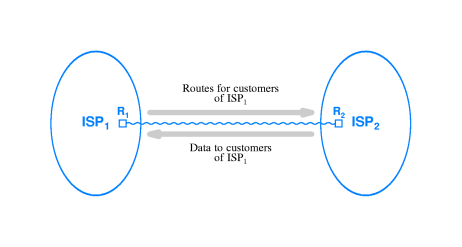 Routes for customers
of ISP₁
R₁
R₂
ISP₁
ISP₂
Data to customers
of ISP₁